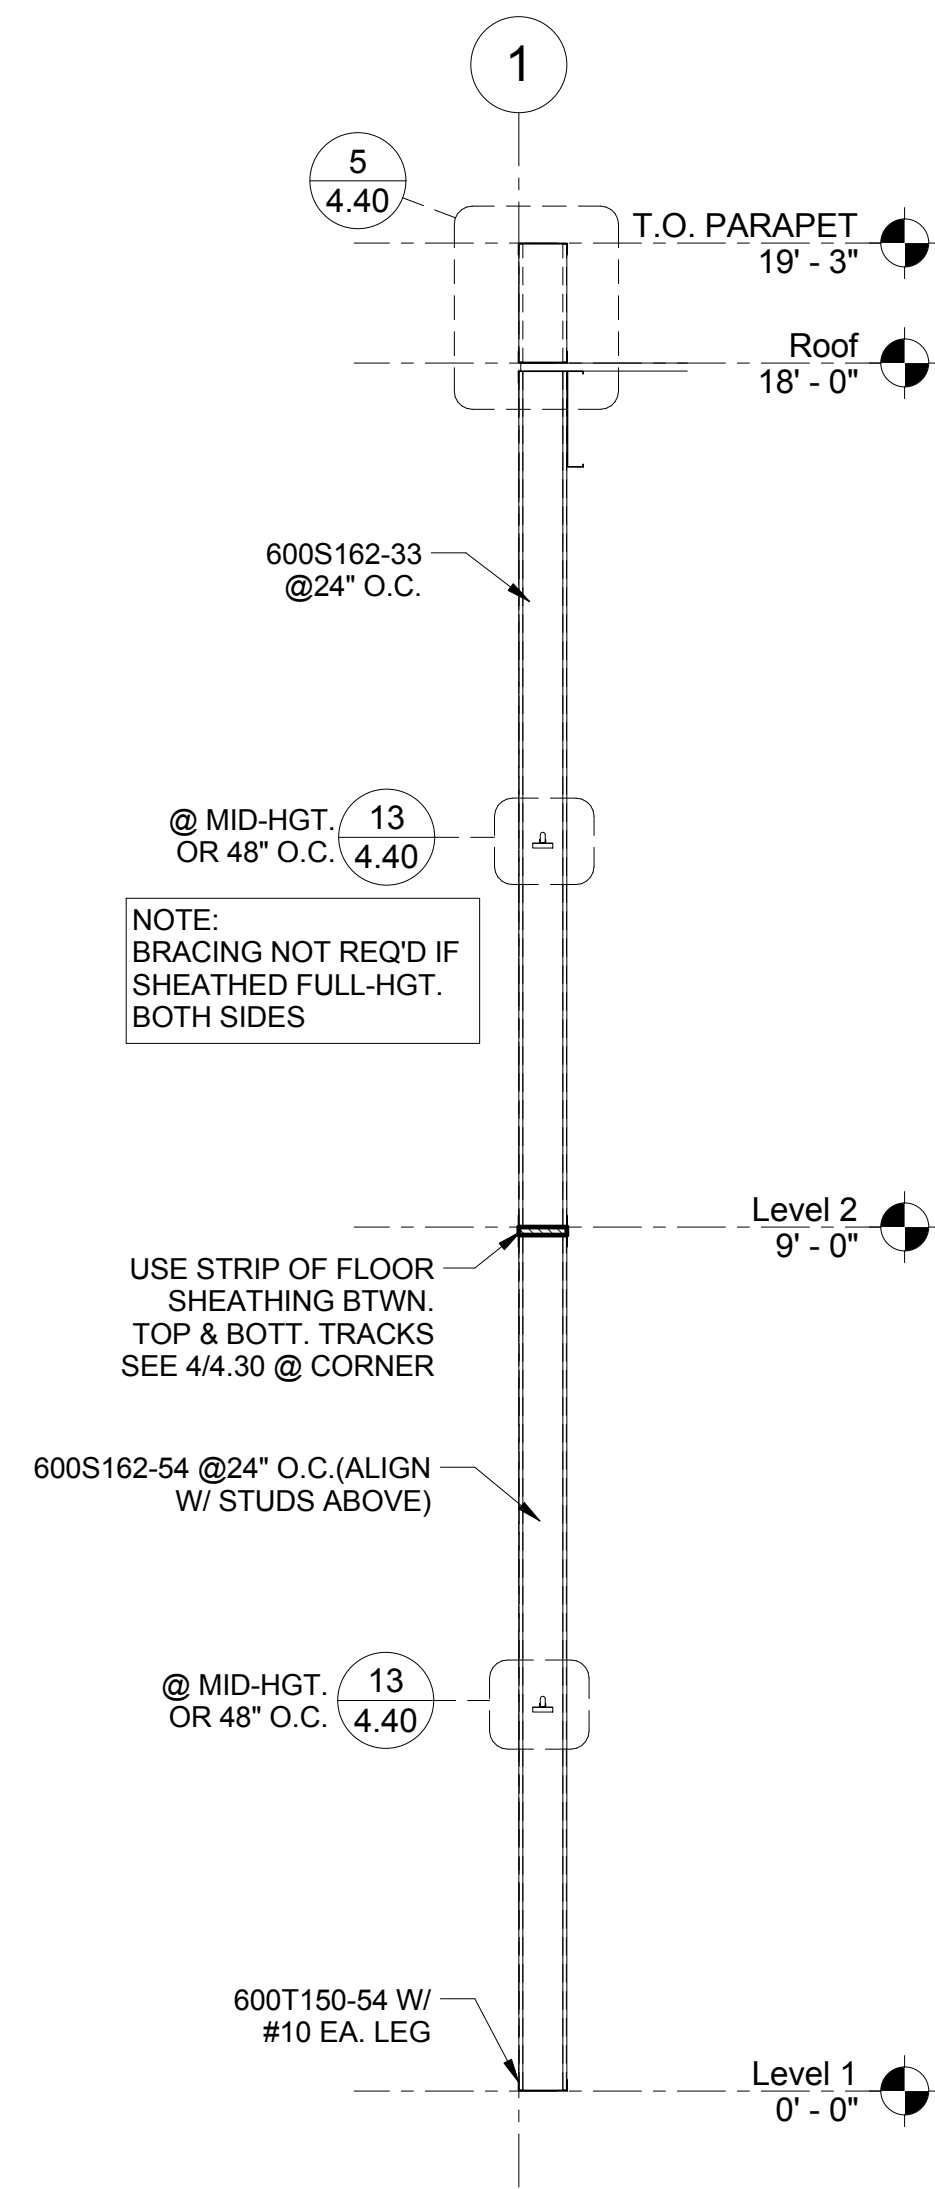 1
5
4.40
T.O. PARAPET
19' - 3"
Roof
18' - 0"
600S162-33
@24" O.C.
@ MID-HGT.
OR 48" O.C.
13
4.40
NOTE:
BRACING NOT REQ'D IF
SHEATHED FULL-HGT.
BOTH SIDES
Level 2
9' - 0"
USE STRIP OF FLOOR
SHEATHING BTWN.
TOP & BOTT. TRACKS
SEE 4/4.30 @ CORNER
600S162-54 @24" O.C.(ALIGN
W/ STUDS ABOVE)
@ MID-HGT.
OR 48" O.C.
13
4.40
600T150-54 W/
#10 EA. LEG
Level 1
0' - 0"